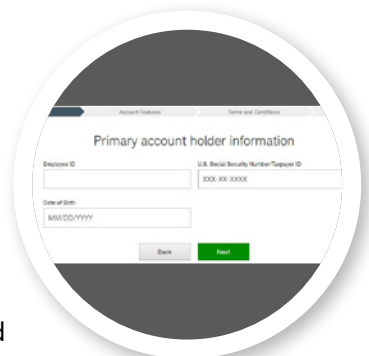 Account Features
Terms and Conditions
Primary account holder information
Employee ID
U.S. Social Security Number/Taxpayer ID
XXX-XX-XXXX
Date of Birth
MM/DD/YYYY
Back
Next
d